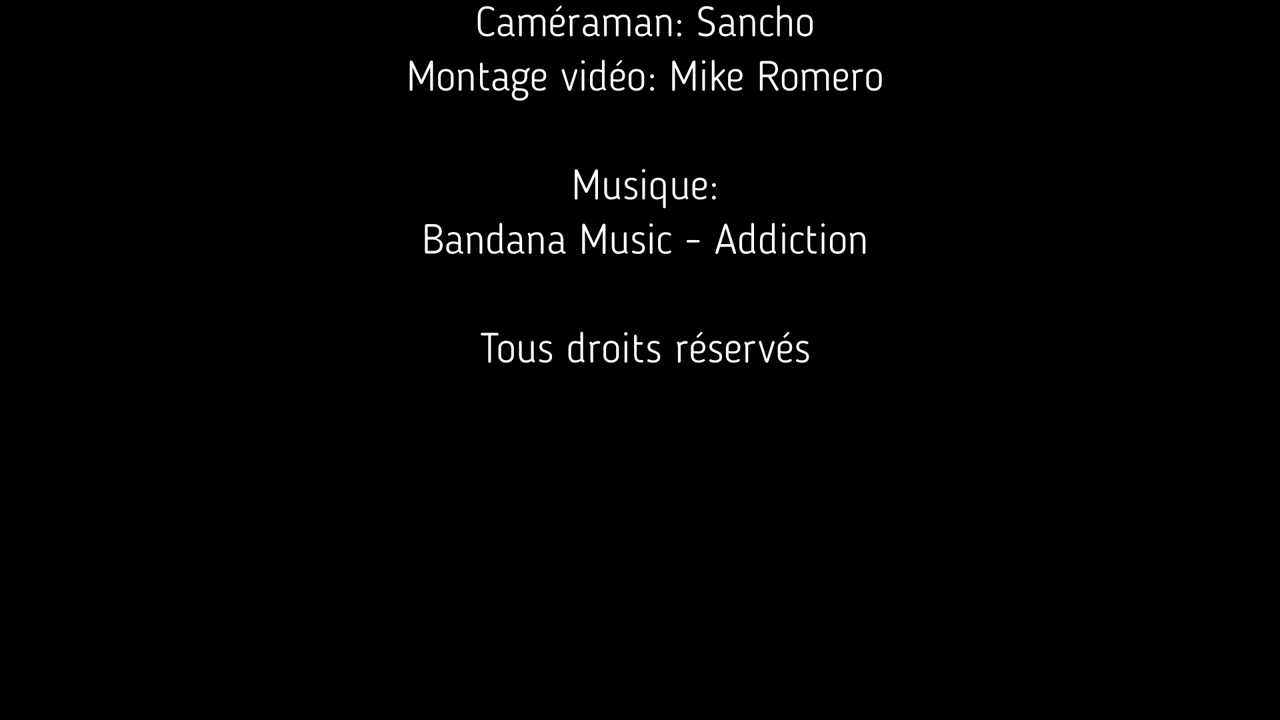 Caméraman: Sancho
Montage vidéo: Mike Romero
Musique:
Bandana Music - Addiction
Tous droits réservés